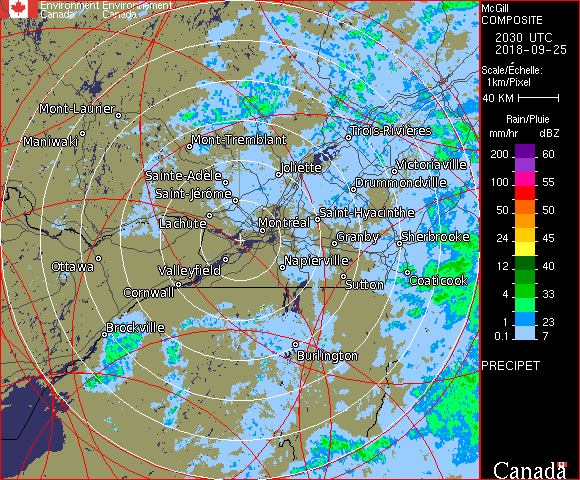 Environment Environnement
Canada Canada
Mont-Laurier
Maniwaki
Mont-Tremblant
Trois-Rivières
Sainte-Adèle
Joliette
Victoriaville
Saint-Jérôme
Drummondville
Lachute
Montréal
Saint-Hyacinthe
Granby
Sherbrooke
Ottawa
Valleyfield
Napierville
Cornwall
Sutton
Coaticook
Brockville
Burlington
McGill
COMPOSITE
2030 UTC
2018-09-25
Scale/Échelle:
1km/Pixel
40 KM
Rain/Pluie
mm/hr dBZ
200 60
100 55
50 50
24 45
12 40
4 33
1 23
0.1 7
PRECIPET
Canada